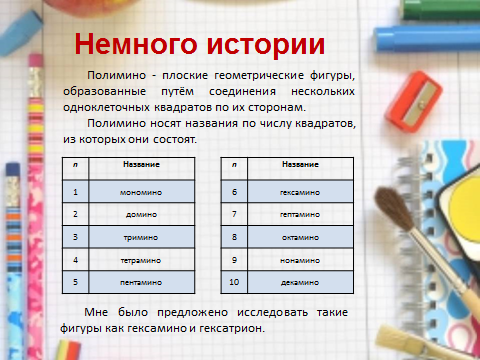 Немного истории
Полимино - плоские геометрические фигуры,
образованные путём соединения нескольких
одноклеточных квадратов по их сторонам.
Полимино носят названия по числу квадратов,
из которых они состоят.
n Название
1 мономино
2 домино
3 тримино
4 тетрамино
5 пентамино
n Название
6 гексамино
7 гептамино
8 октамино
9 нонамино
10 декамино
Мне было предложено исследовать такие
фигуры как гексамино и гексатрион.